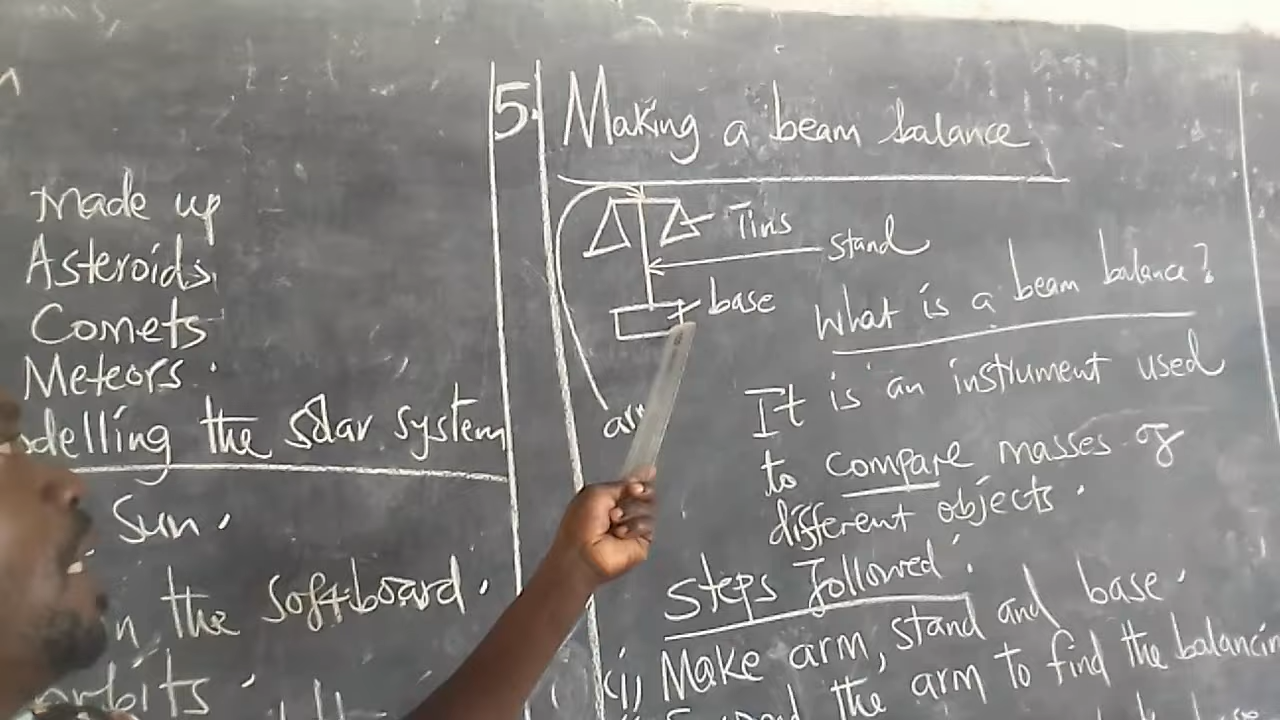 made up
Asteroids
Comets
Meteors.
delling the solar system
Sun.
n the softboard.
orbits.
5. Making a beam balance
Tins
stand
base
arm
What is a beam balance?
It is an instrument used
to compare masses of
different objects.
Steps followed.
(i) Make arm, stand and base.
the arm to find the balancin